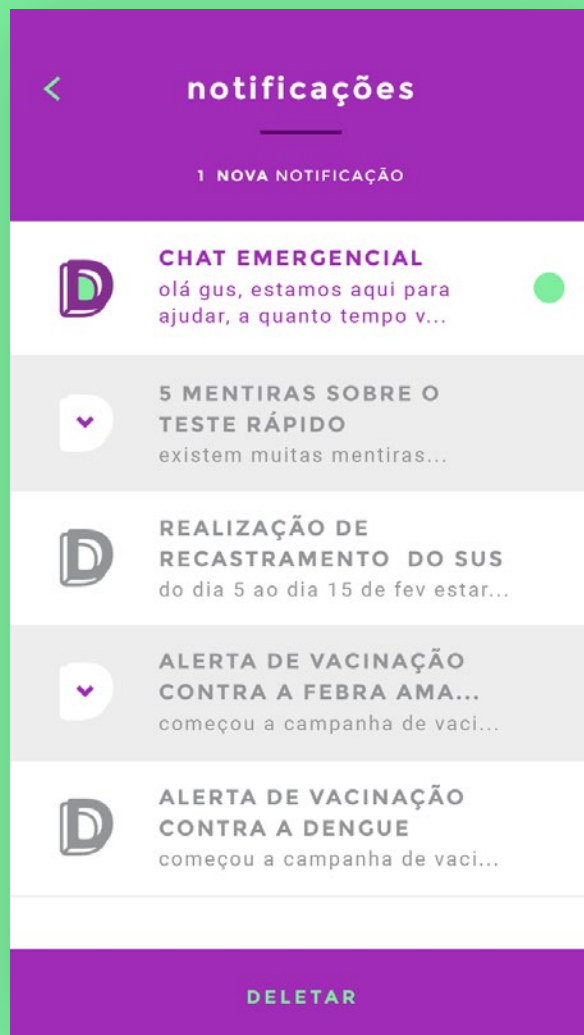 notificações
1 NOVA NOTIFICAÇÃO
CHAT EMERGENCIAL
olá gus, estamos aqui para
ajudar, a quanto tempo v...
5 MENTIRAS SOBRE O
TESTE RÁPIDO
existem muitas mentiras...
REALIZAÇÃO DE
RECASTRAMENTO DO SUS
do dia 5 ao dia 15 de fev estar...
ALERTA DE VACINAÇÃO
CONTRA A FEBRA AMA...
começou a campanha de vaci...
ALERTA DE VACINAÇÃO
CONTRA A DENGUE
começou a campanha de vaci...
DELETAR